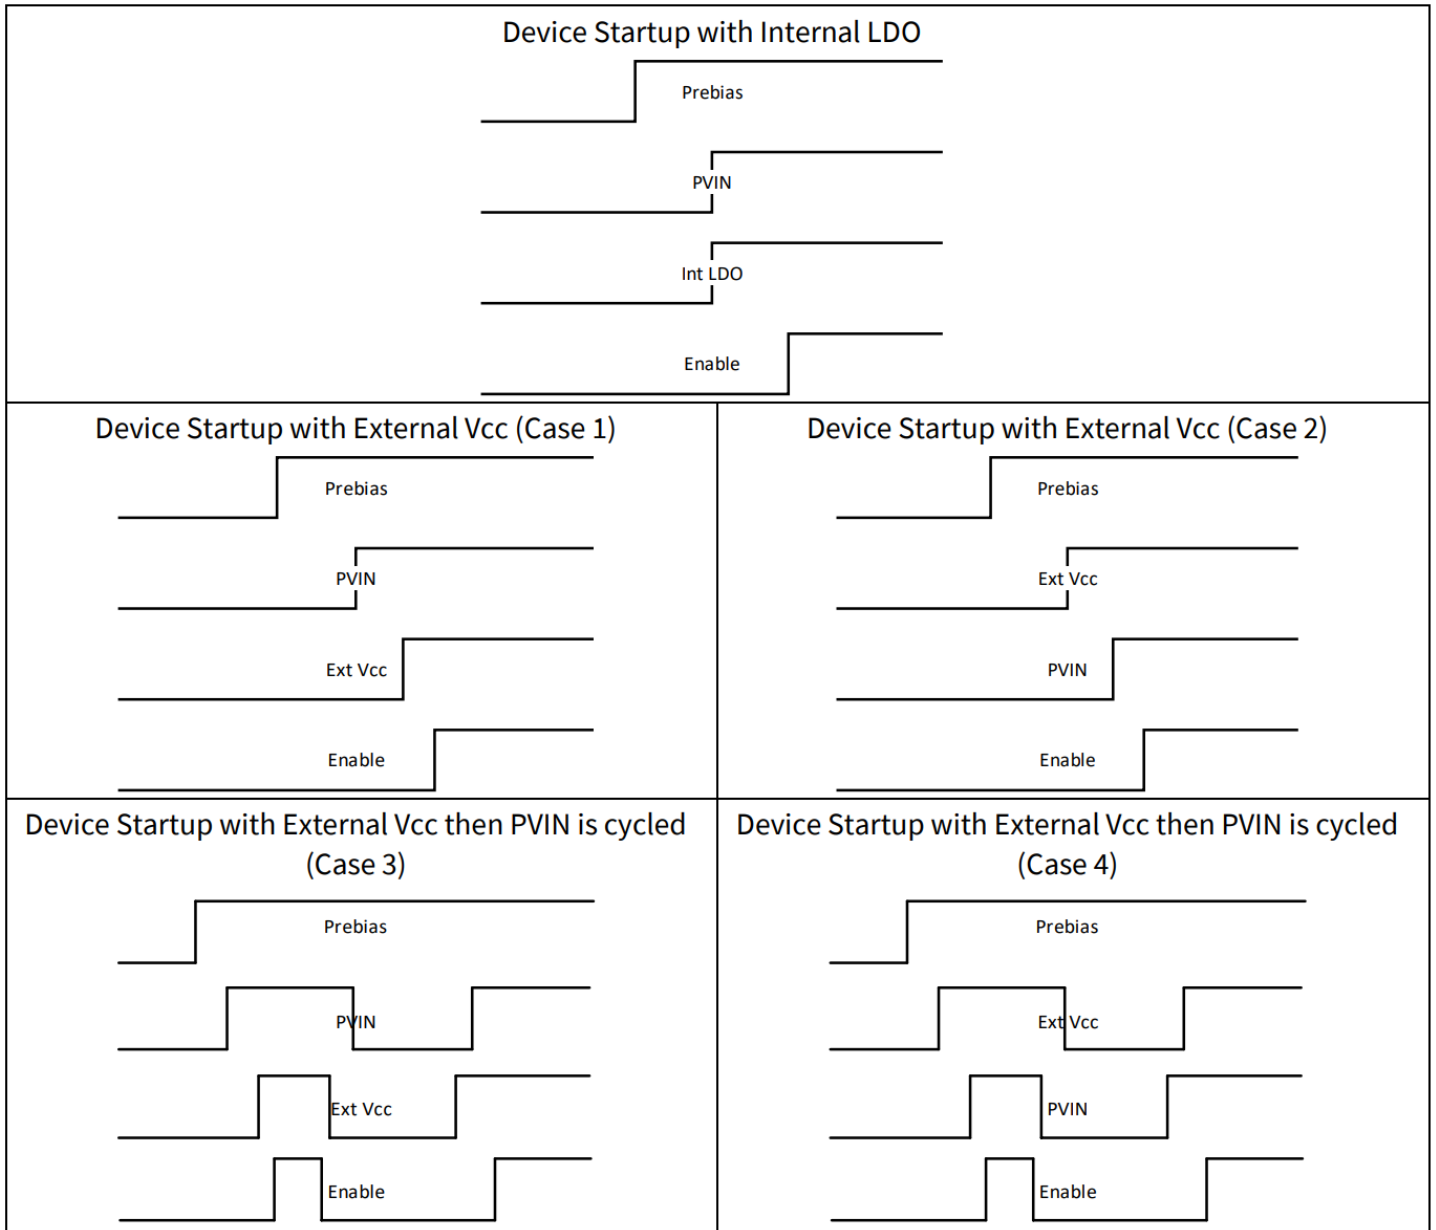 Device Startup with Internal LDO
Prebias
PVIN
Int LDO
Enable
Device Startup with External Vcc (Case 1)
Prebias
PVIN
Ext Vcc
Enable
Device Startup with External Vcc (Case 2)
Prebias
Ext Vcc
PVIN
Enable
Device Startup with External Vcc then PVIN is cycled
(Case 3)
Prebias
PVIN
Ext Vcc
Enable
Device Startup with External Vcc then PVIN is cycled
(Case 4)
Prebias
Ext Vcc
PVIN
Enable